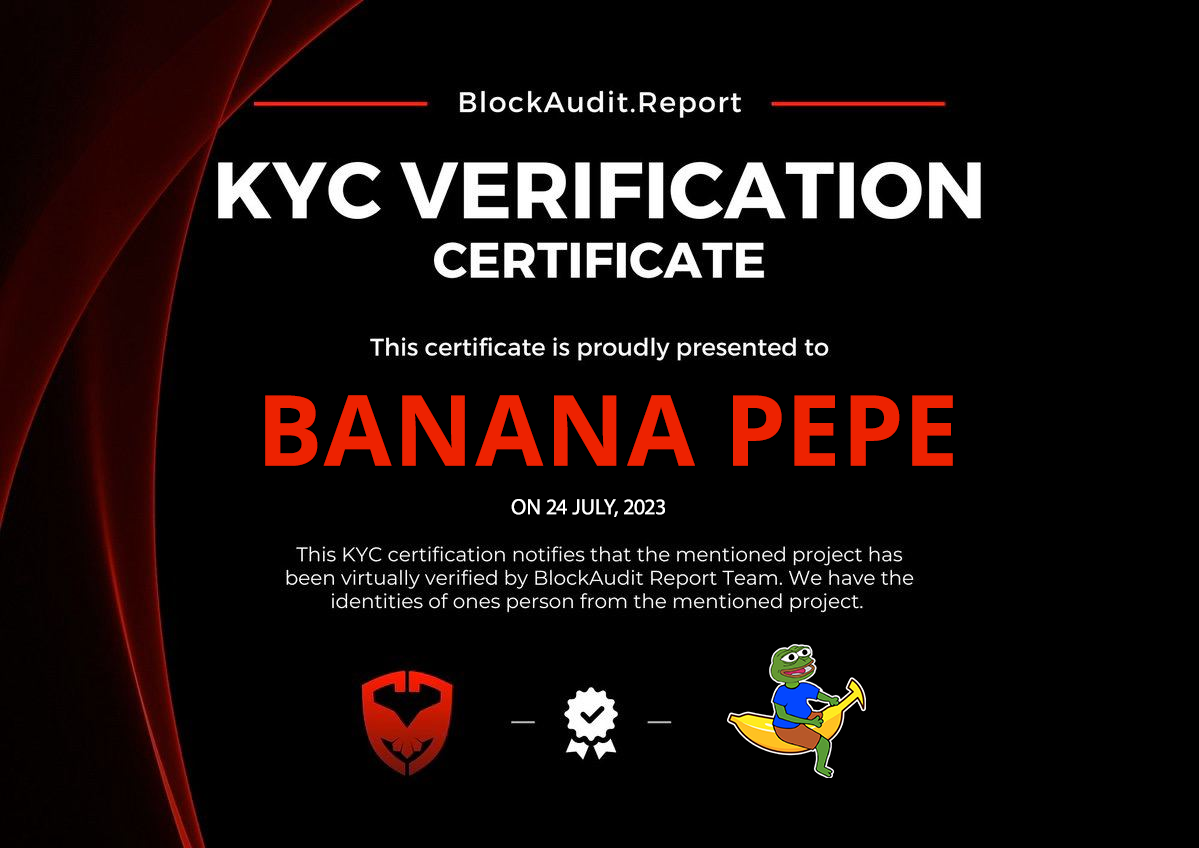 BlockAudit.Report
KYC VERIFICATION
CERTIFICATE
This certificate is proudly presented to
BANANA PEPE
ON 24 JULY, 2023
This KYC certification notifies that the mentioned project has
been virtually verified by BlockAudit Report Team. We have the
identities of ones person from the mentioned project.